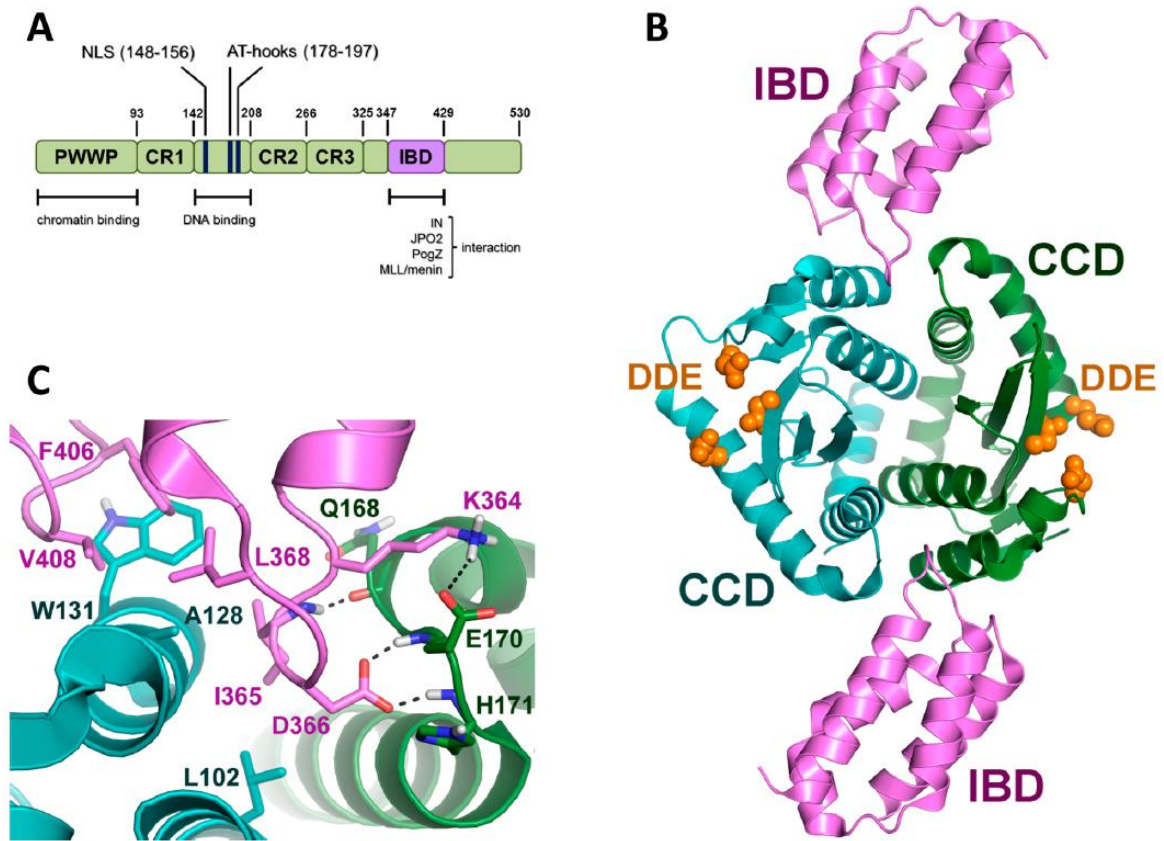 A
NLS (148-156)
AT-hooks (178-197)
93
142
208
266
325
347
429
530
PWWP
CR1
CR2
CR3
IBD
chromatin binding
DNA binding
IN
JPO2
PogZ
MLL/menin
interaction
B
IBD
CCD
DDE
DDE
CCD
IBD
C
F406
Q168
K364
V408
L368
W131
A128
E170
I365
D366
H171
L102